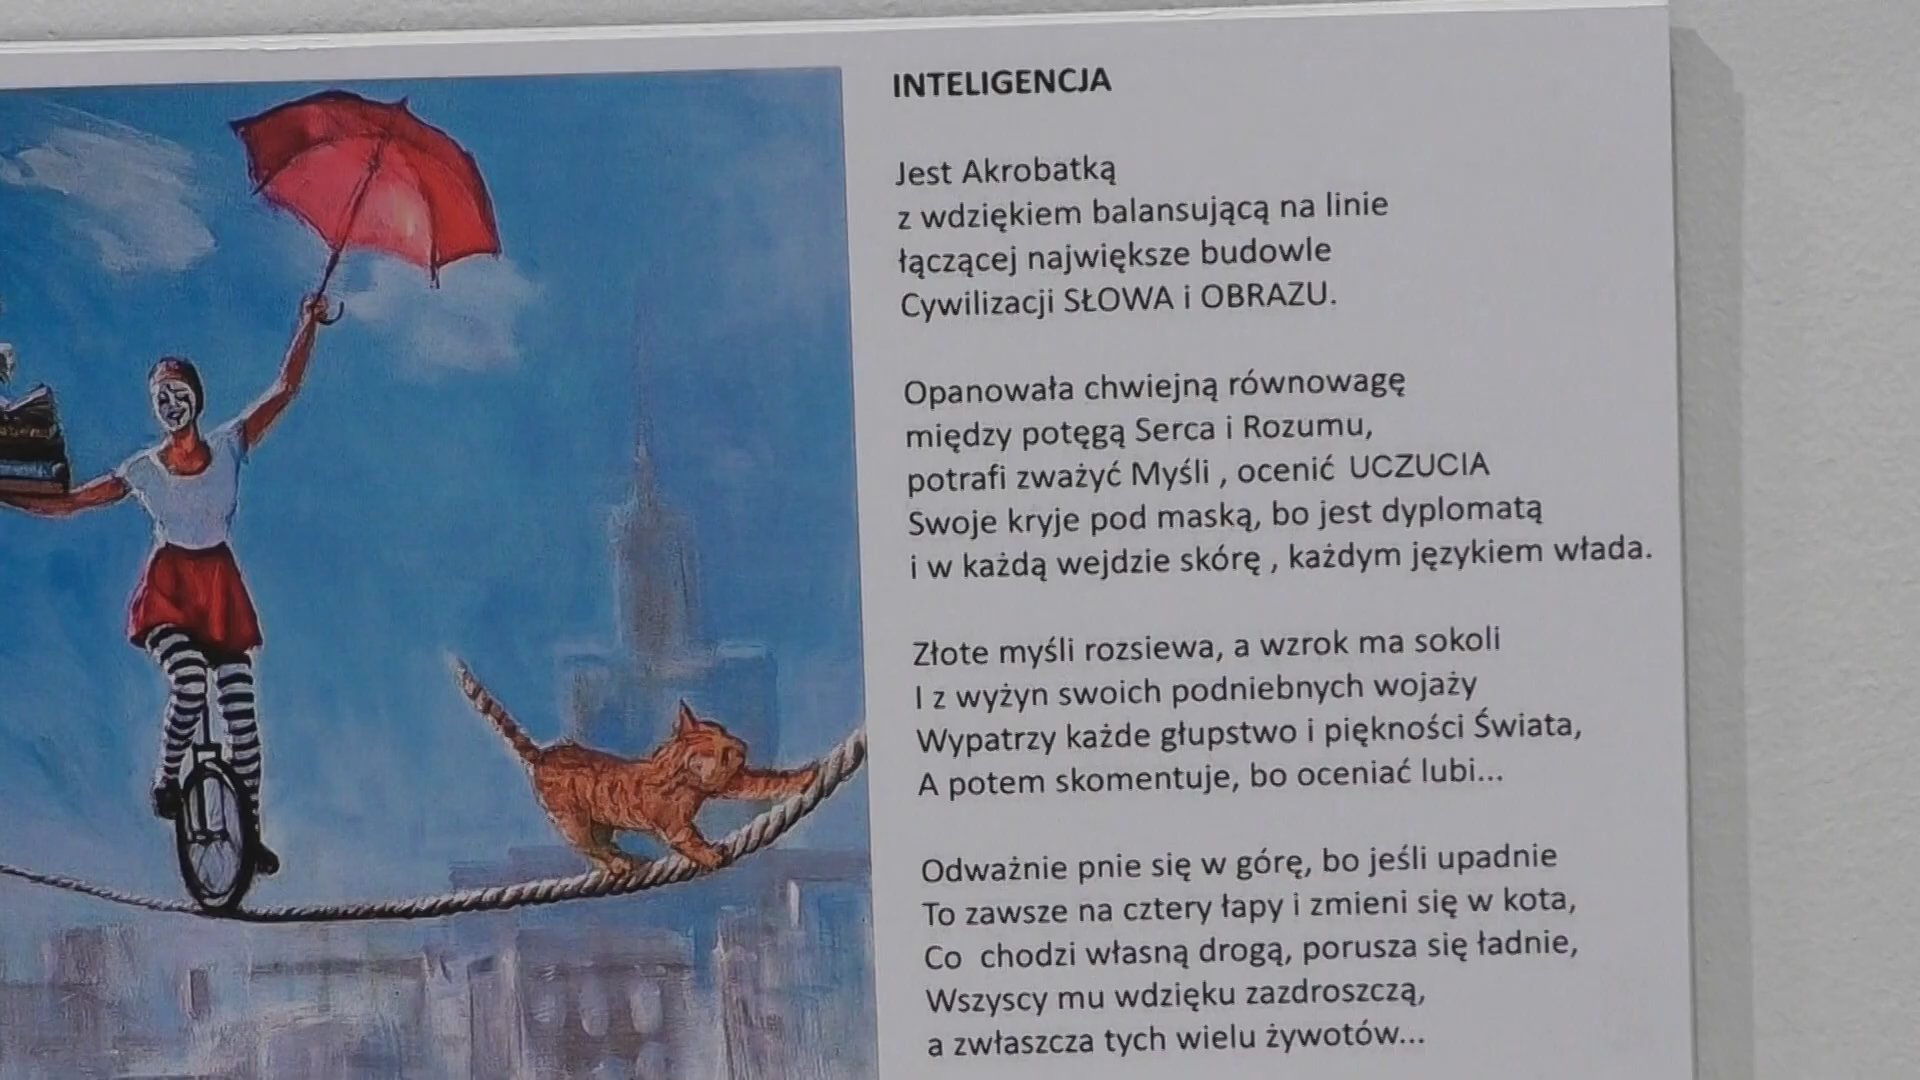 INTELIGENCJA
Jest Akrobatką
z wdziękiem balansującą na linie
łączącej największe budowle
Cywilizacji SŁOWA i OBRAZU.
Opanowała chwiejną równowagę
między potęgą Serca i Rozumu,
potrafi zważyć Myśli , ocenić UCZUCIA
Swoje kryje pod maską, bo jest dyplomatą
i w każdą wejdzie skórę , każdym językiem włada.
Złote myśli rozsiewa, a wzrok ma sokoli
I z wyżyn swoich podniebnych wojaży
Wypatrzy każde głupstwo i piękności Świata,
A potem skomentuje, bo oceniać lubi...
Odważnie pnie się w górę, bo jeśli upadnie
To zawsze na cztery łapy i zmieni się w kota,
Co chodzi własną drogą, porusza się ładnie,
Wszyscy mu wdzięku zazdroszczą,
a zwłaszcza tych wielu żywotów...